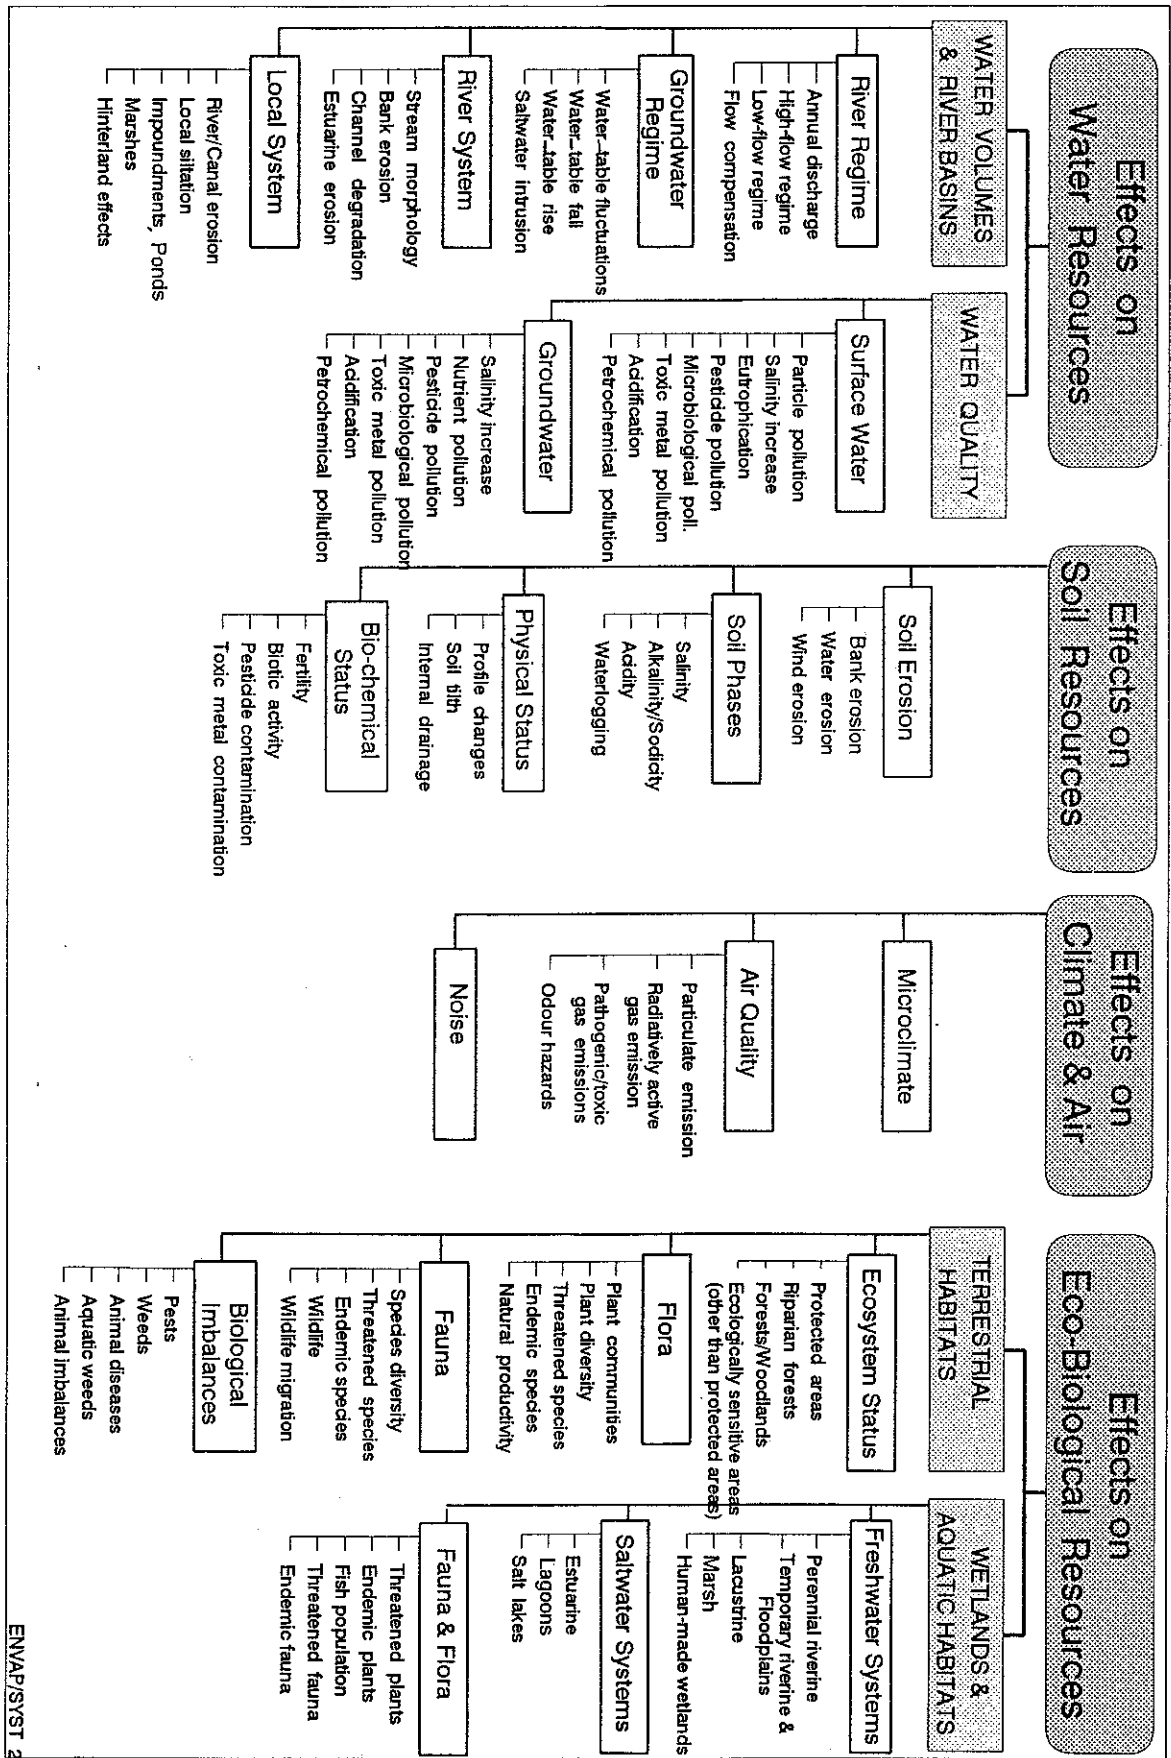 Effects on
Water Resources
WATER VOLUMES
& RIVER BASINS
River Regime
Annual discharge
High-flow regime
Low-flow regime
Flow compensation
Groundwater
Regime
Water-table fluctuations
Water-table fall
Water-table rise
Saltwater intrusion
River System
Stream morphology
Bank erosion
Channel degradation
Estuarine erosion
Local System
River/Canal erosion
Local siltation
Impoundments, Ponds
Marshes
Hinterland effects
WATER QUALITY
Surface Water
Particle pollution
Salinity increase
Eutrophication
Pesticide pollution
Microbiological poll.
Toxic metal pollution
Acidification
Petrochemical pollution
Groundwater
Salinity increase
Nutrient pollution
Pesticide pollution
Microbiological pollution
Toxic metal pollution
Acidification
Petrochemical pollution
Effects on
Soil Resources
Soil Erosion
Bank erosion
Water erosion
Wind erosion
Soil Phases
Salinity
Alkalinity/Sodicity
Acidity
Waterlogging
Physical Status
Profile changes
Soil tilth
Internal drainage
Bio-chemical
Status
Fertility
Biotic activity
Pesticide contamination
Toxic metal contamination
Effects on
Climate & Air
Microclimate
Air Quality
Particulate emission
Radiatively active
gas emission
Pathogenic/toxic
gas emissions
Odour hazards
Noise
Effects on
Eco-Biological Resources
TERRESTRIAL
HABITATS
Ecosystem Status
Protected areas
Riparian forests
Forests/Woodlands
Ecologically sensitive areas
(other than protected areas)
Flora
Plant communities
Plant diversity
Threatened species
Endemic species
Natural productivity
Fauna
Species diversity
Threatened species
Endemic species
Wildlife
Wildlife migration
Biological
Imbalances
Pests
Weeds
Animal diseases
Aquatic weeds
Animal imbalances
WETLANDS &
AQUATIC HABITATS
Freshwater Systems
Perennial riverine
Temporary riverine &
Floodplains
Lacustrine
Marsh
Human-made wetlands
Saltwater Systems
Estuarine
Lagoons
Salt lakes
Fauna & Flora
Threatened plants
Endemic plants
Fish population
Threatened fauna
Endemic fauna
ENVAP/SYST 2